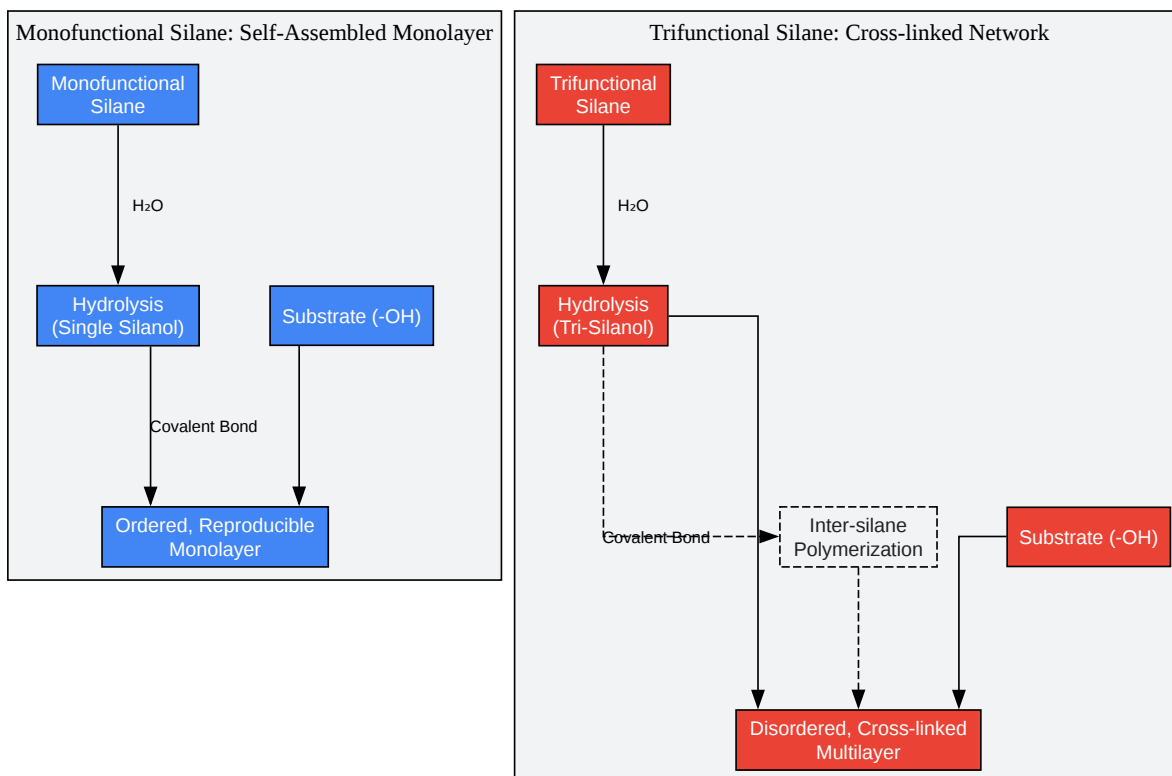 Monofunctional Silane: Self-Assembled Monolayer
Monofunctional
Silane
H₂O
Hydrolysis
(Single Silanol)
Substrate (-OH)
Covalent Bond
Ordered, Reproducible
Monolayer
Trifunctional Silane: Cross-linked Network
Trifunctional
Silane
H₂O
Hydrolysis
(Tri-Silanol)
Covalent Bond
Inter-silane
Polymerization
Substrate (-OH)
Disordered, Cross-linked
Multilayer